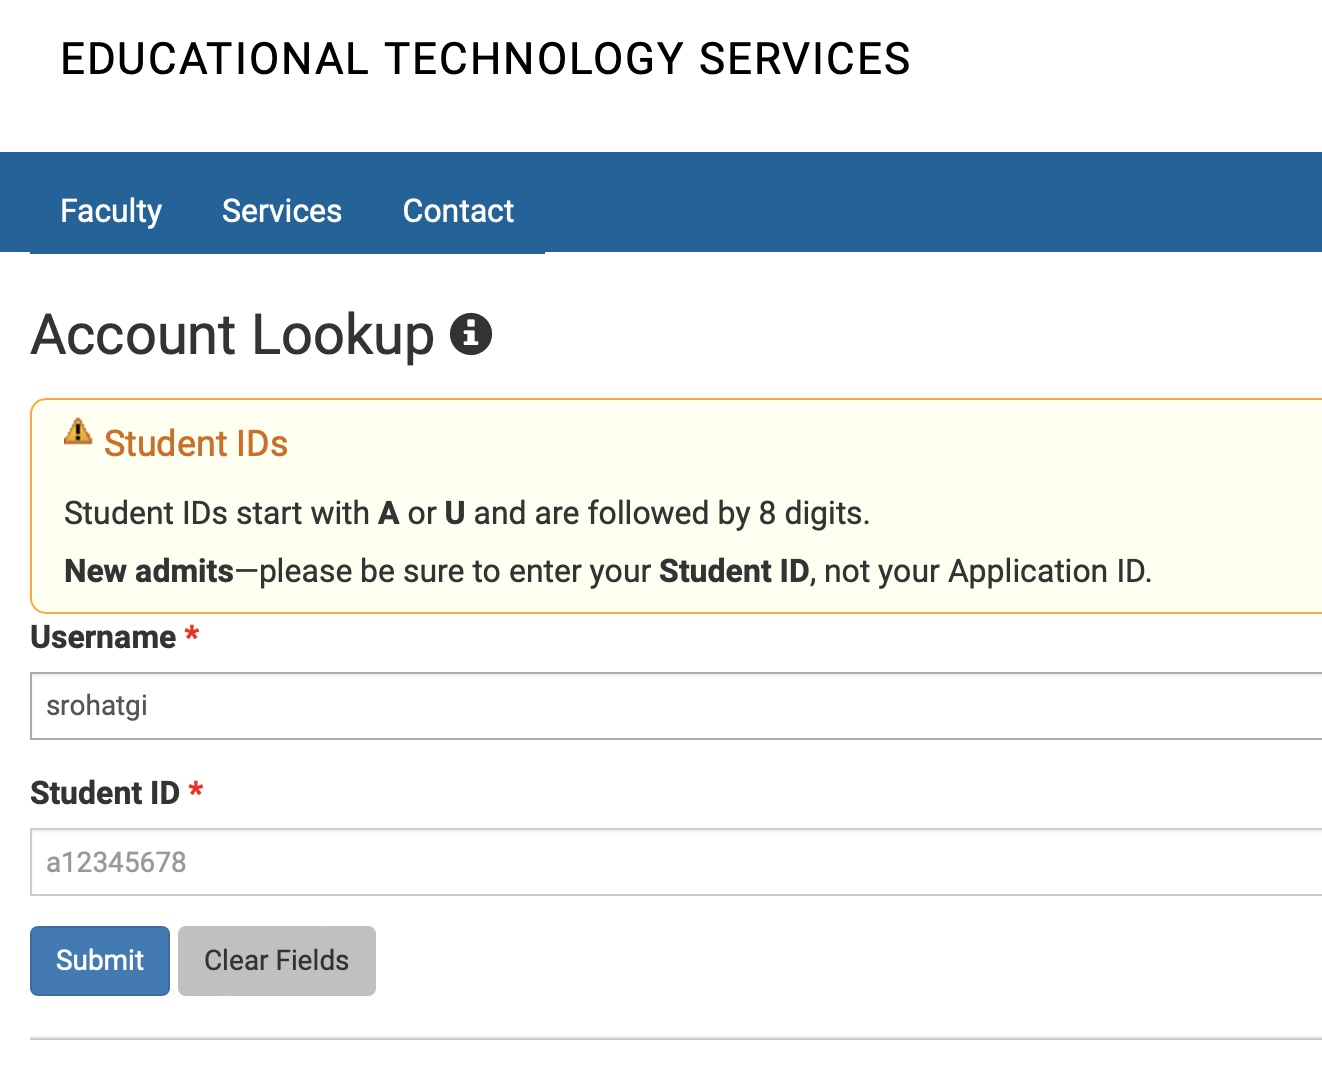 EDUCATIONAL TECHNOLOGY SERVICES
Faculty Services Contact
Account Lookup
Student IDs
Student IDs start with A or U and are followed by 8 digits.
New admits—please be sure to enter your Student ID, not your Application ID.
Username *
srohatgi
Student ID *
a12345678
Submit Clear Fields